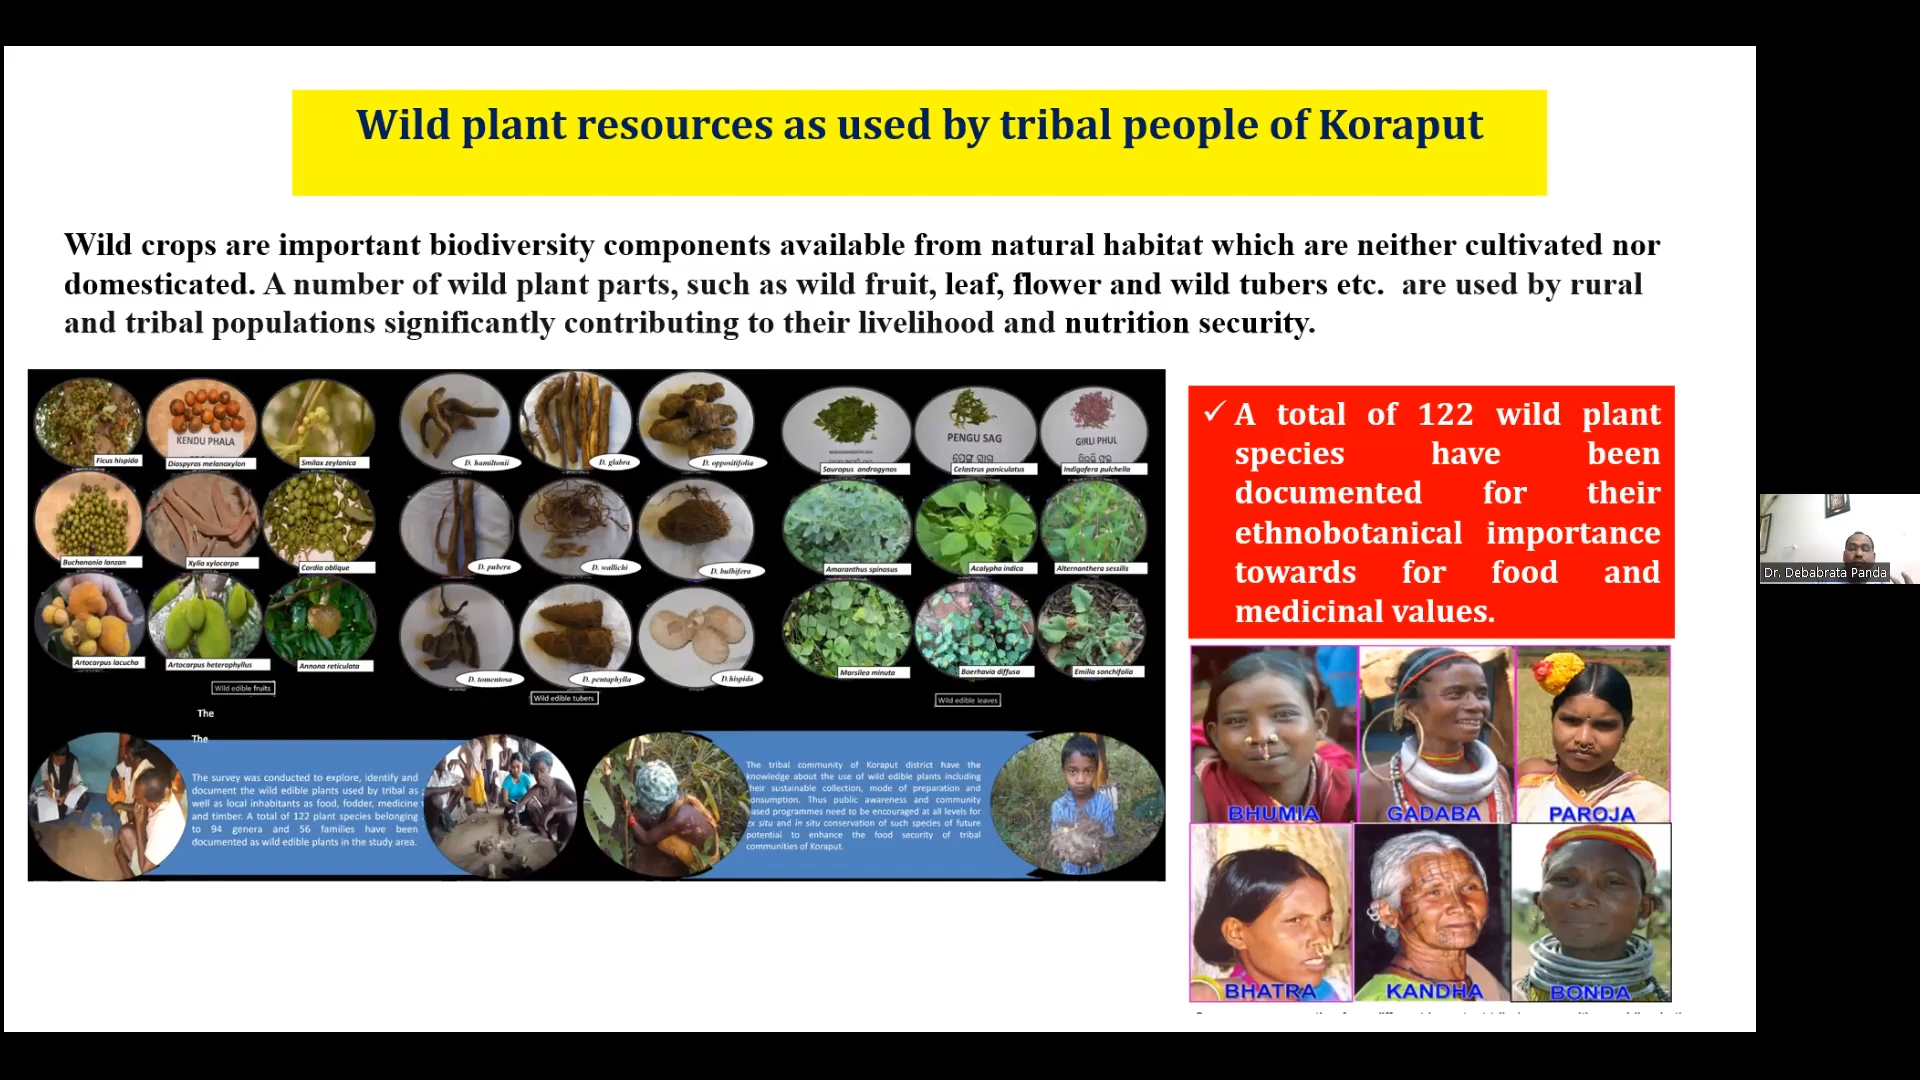 Wild plant resources as used by tribal people of Koraput
Wild crops are important biodiversity components available from natural habitat which are neither cultivated nor
domesticated. A number of wild plant parts, such as wild fruit, leaf, flower and wild tubers etc. are used by rural
and tribal populations significantly contributing to their livelihood and nutrition security.
KENDU PHALA
Ficus hispida
Diospyros melanoxylon
Smilax zeylanica
Buchanania lanzan
Xylia xylocarpa
Cordia oblique
Artocarpus lacucha
Artocarpus heterophyllus
Annona reticulata
Wild edible fruits
D. hamiltonii
D. glabra
D. oppositifolia
D. pubera
D. wallichi
D. bulbifera
D. tomentosa
D. pentaphylla
D.hispida
Wild edible tubers
PENGU SAG
ପେଙ୍ଗୁ ସାଗ
GIRLI PHUL
Sauropus androgynos
Celastrus paniculatus
Indigofera pulchella
Amaranthus spinosus
Acalypha indica
Alternanthera sessilis
Marsilea minuta
Boerhavia diffusa
Emilia sonchifolia
Wild edible leaves
The
The
The survey was conducted to explore, identify and
document the wild edible plants used by tribal as
well as local inhabitants as food, fodder, medicine
and timber. A total of 122 plant species belonging
to 94 genera and 56 families have been
documented as wild edible plants in the study area.
The tribal community of Koraput district have the
knowledge about the use of wild edible plants including
their sustainable collection, mode of preparation and
consumption. Thus public awareness and community
based programmes need to be encouraged at all levels for
ex situ and in situ conservation of such species of future
potential to enhance the food security of tribal
communities of Koraput.
✓ A total of 122 wild plant
species have been
documented for their
ethnobotanical importance
towards for food and
medicinal values.
BHUMIA
GADABA
PAROJA
BHATRA
KANDHA
BONDA
Dr. Debabrata Panda